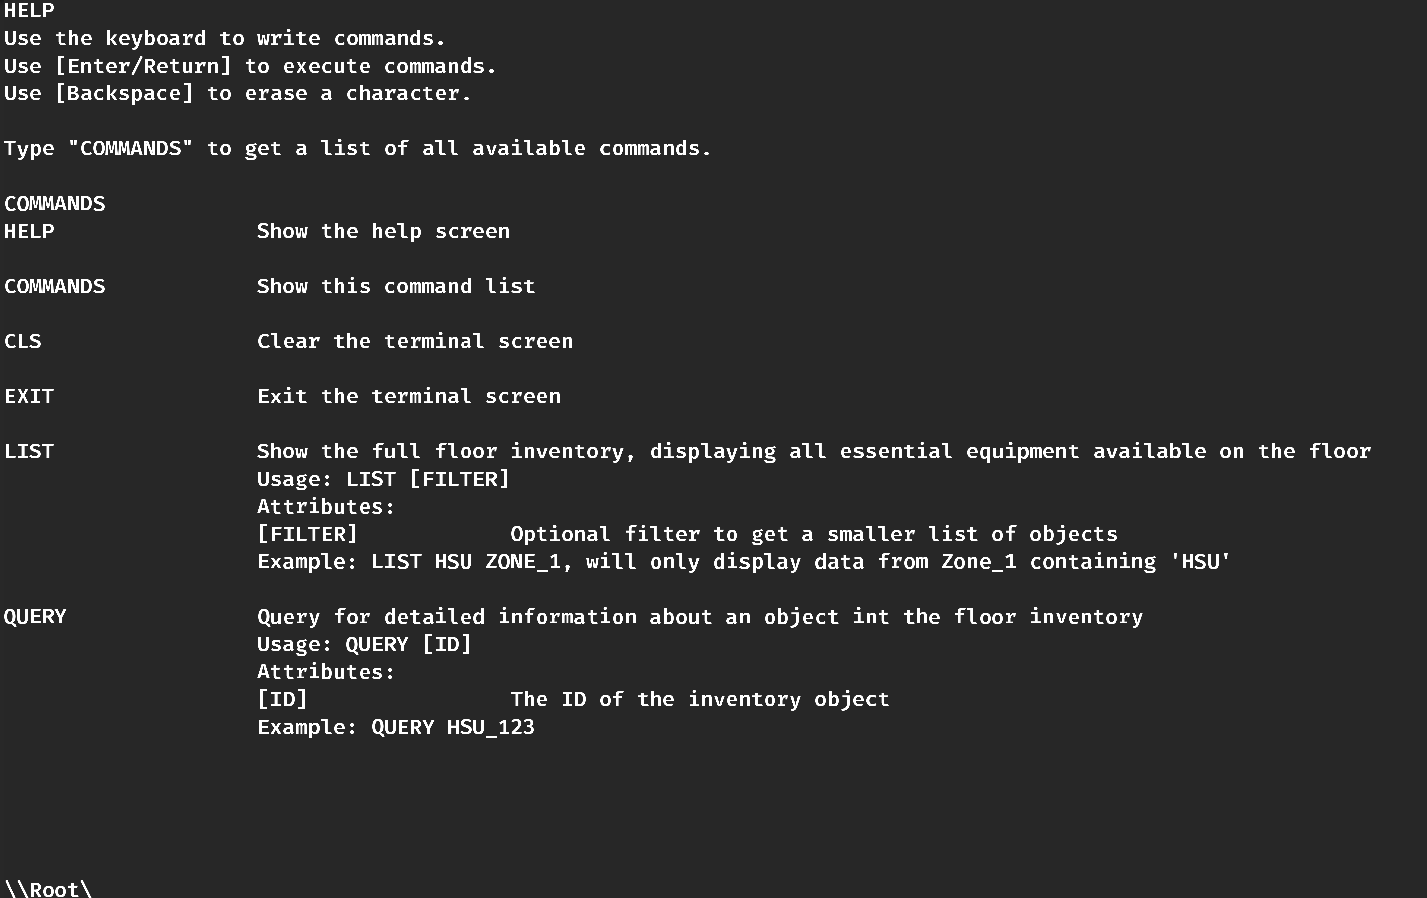 HELP
Use the keyboard to write commands.
Use [Enter/Return] to execute commands.
Use [Backspace] to erase a character.
Type "COMMANDS" to get a list of all available commands.
COMMANDS
HELP Show the help screen
COMMANDS Show this command list
CLS Clear the terminal screen
EXIT Exit the terminal screen
LIST Show the full floor inventory, displaying all essential equipment available on the floor
Usage: LIST [FILTER]
Attributes:
[FILTER] Optional filter to get a smaller list of objects
Example: LIST HSU ZONE_1, will only display data from Zone_1 containing 'HSU'
QUERY Query for detailed information about an object int the floor inventory
Usage: QUERY [ID]
Attributes:
[ID] The ID of the inventory object
Example: QUERY HSU_123
\\Root\